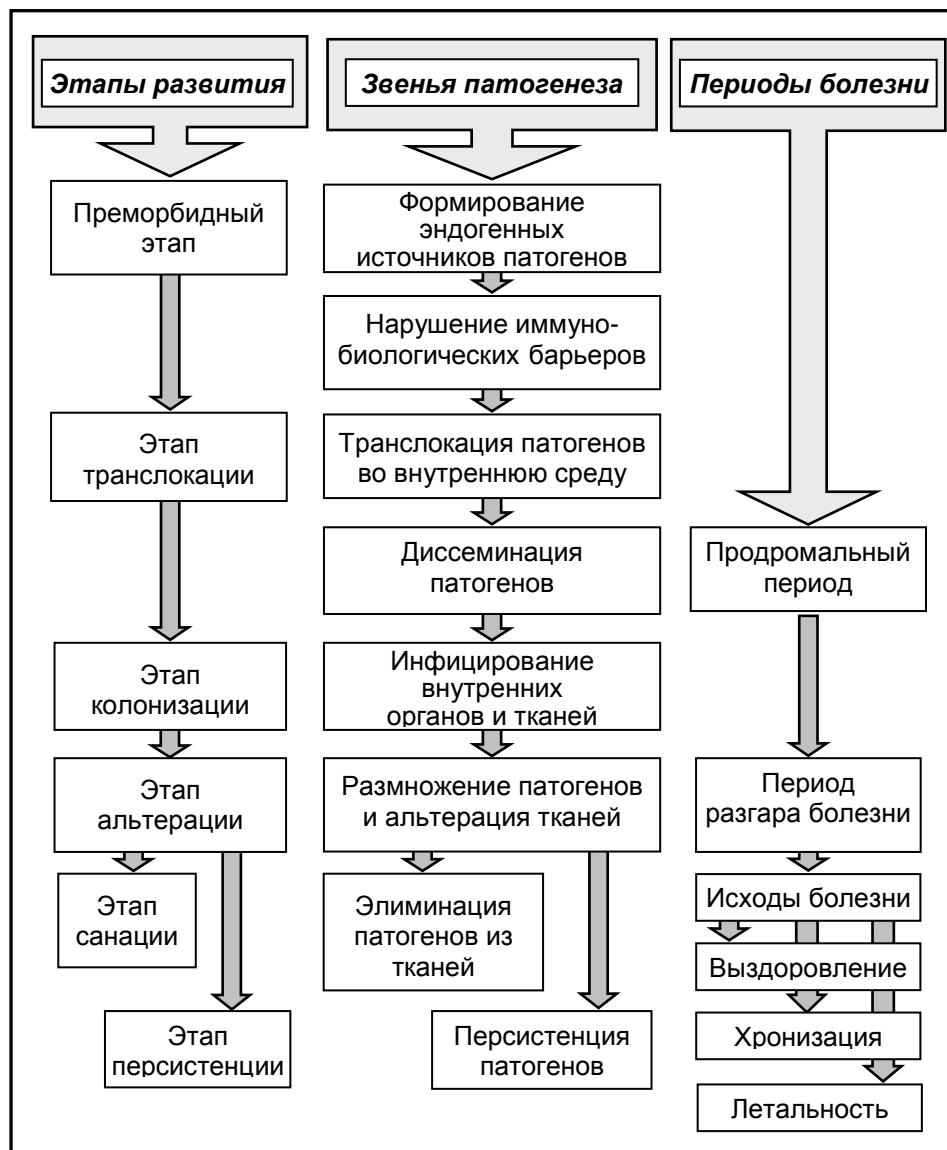 Этапы развития
Преморбидный
этап
Этап
транслокации
Этап
колонизации
Этап
альтерации
Этап
санации
Этап
персистенции
Звенья патогенеза
Формирование
эндогенных
источников патогенов
Нарушение иммуно-
биологических барьеров
Транслокация патогенов
во внутреннюю среду
Диссеминация
патогенов
Инфицирование
внутренних
органов и тканей
Размножение патогенов
и альтерация тканей
Элиминация
патогенов из
тканей
Персистенция
патогенов
Периоды болезни
Продромальный
период
Период
разгара болезни
Исходы болезни
Выздоровление
Хронизация
Летальность